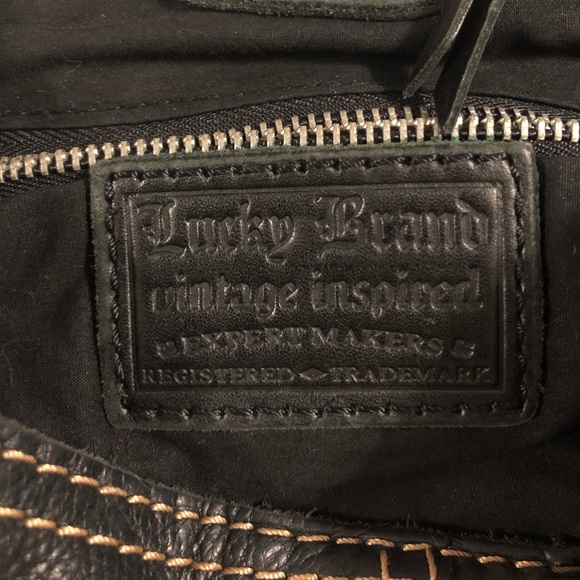 Lucky Brand
vintage inspired
EXPERT MAKERS
REGISTERED TRADEMARK